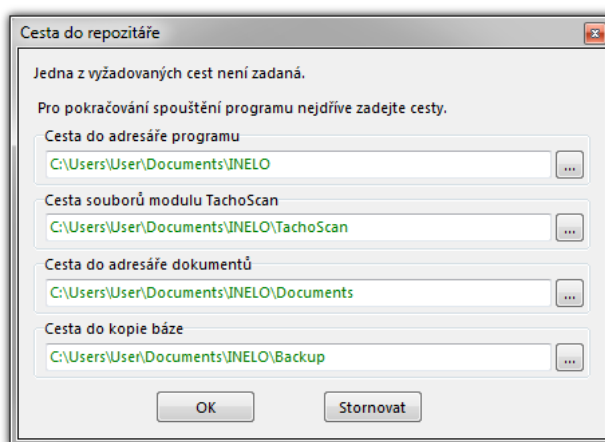 Cesta do repozitáře
Jedna z vyžadovaných cest není zadaná.
Pro pokračování spouštění programu nejdříve zadejte cesty.
Cesta do adresáře programu
C:\Users\User\Documents\INELO
...
Cesta souborů modulu TachoScan
C:\Users\User\Documents\INELO\TachoScan
...
Cesta do adresáře dokumentů
C:\Users\User\Documents\INELO\Documents
...
Cesta do kopie báze
C:\Users\User\Documents\INELO\Backup
...
OK Stornovat